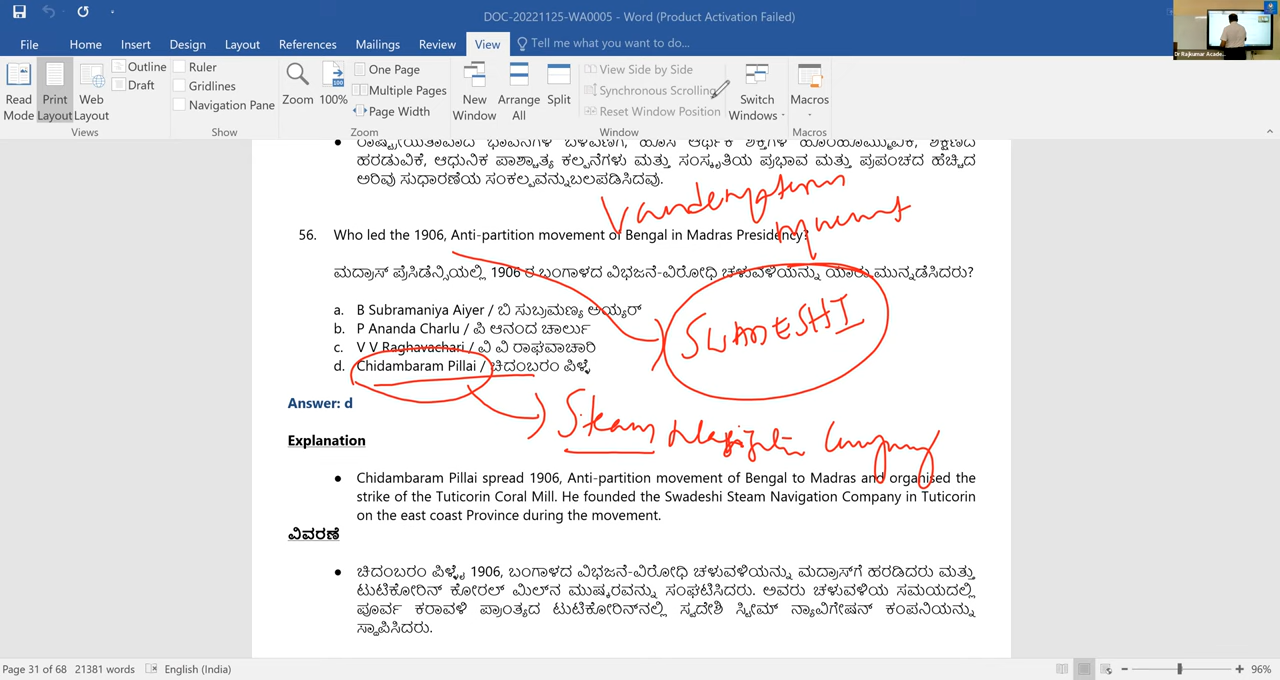 DOC-20221125-WA0005 - Word (Product Activation Failed)
File Home Insert Design Layout References Mailings Review View Tell me what you want to do...
Read Mode
Print Layout
Web Layout
Outline
Draft
Views
Ruler
Gridlines
Navigation Pane
Show
Zoom
100%
One Page
Multiple Pages
Page Width
Zoom
New Window
Arrange All
Split
View Side by Side
Synchronous Scrolling
Reset Window Position
Window
Switch Windows
Macros
Macros
Dr Rajkumar Acade...
ಹರಡುವಿಕೆ, ಆಧುನಿಕ ಪಾಶ್ಚಾತ್ಯ ಕಲ್ಪನೆಗಳು ಮತ್ತು ಸಂಸ್ಕೃತಿಯ ಪ್ರಭಾವ ಮತ್ತು ಪ್ರಪಂಚದ ಹೆಚ್ಚಿದ
ಅರಿವು ಸುಧಾರಣೆಯ ಸಂಕಲ್ಪವನ್ನುಬಲಪಡಿಸಿದವು.
56. Who led the 1906, Anti-partition movement of Bengal in Madras Presidency?
ಮದ್ರಾಸ್ ಪ್ರೆಸಿಡೆನ್ಸಿಯಲ್ಲಿ 1906 ರ ಬಂಗಾಳದ ವಿಭಜನೆ-ವಿರೋಧಿ ಚಳುವಳಿಯನ್ನು ಯಾರು ಮುನ್ನಡೆಸಿದರು?
a. B Subramaniya Aiyer / ಬಿ ಸುಬ್ರಮಣ್ಯ ಅಯ್ಯರ್
b. P Ananda Charlu / ಪಿ ಆನಂದ ಚಾರ್ಲು
c. V V Raghavachari / ವಿ ವಿ ರಾಘವಾಚಾರಿ
d. Chidambaram Pillai / ಚಿದಂಬರಂ ಪಿಳ್ಳೈ
SWADESHI
Answer: d
Steam
Explanation
• Chidambaram Pillai spread 1906, Anti-partition movement of Bengal to Madras and organised the
strike of the Tuticorin Coral Mill. He founded the Swadeshi Steam Navigation Company in Tuticorin
on the east coast Province during the movement.
ವಿವರಣೆ
• ಚಿದಂಬರಂ ಪಿಳ್ಳೈ 1906, ಬಂಗಾಳದ ವಿಭಜನೆ-ವಿರೋಧಿ ಚಳುವಳಿಯನ್ನು ಮದ್ರಾಸ್‌ಗೆ ಹರಡಿದರು ಮತ್ತು
ಟುಟಿಕೋರಿನ್ ಕೋರಲ್ ಮಿಲ್‌ನ ಮುಷ್ಕರವನ್ನು ಸಂಘಟಿಸಿದರು. ಅವರು ಚಳುವಳಿಯ ಸಮಯದಲ್ಲಿ
ಪೂರ್ವ ಕರಾವಳಿ ಪ್ರಾಂತ್ಯದ ಟುಟಿಕೋರಿನ್‌ನಲ್ಲಿ ಸ್ವದೇಶಿ ಸ್ಟೀಮ್ ನ್ಯಾವಿಗೇಷನ್ ಕಂಪನಿಯನ್ನು
ಸ್ಥಾಪಿಸಿದರು.
Page 31 of 68 21381 words English (India) 96%